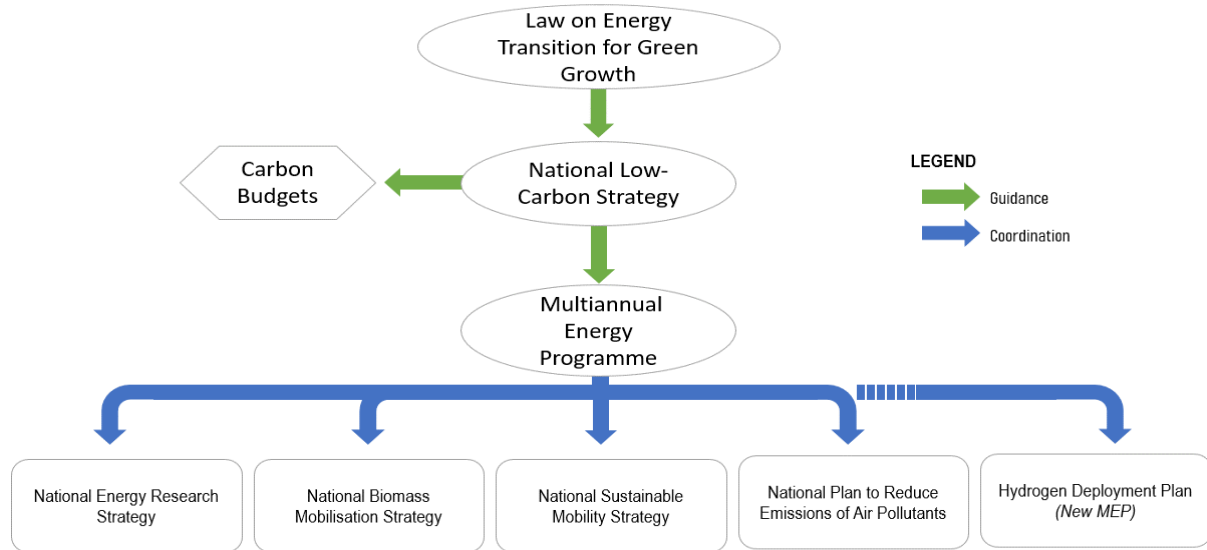 Law on Energy
Transition for Green
Growth
Carbon
Budgets
National Low-
Carbon Strategy
LEGEND
Guidance
Coordination
Multiannual
Energy
Programme
National Energy Research
Strategy
National Biomass
Mobilisation Strategy
National Sustainable
Mobility Strategy
National Plan to Reduce
Emissions of Air Pollutants
Hydrogen Deployment Plan
(New MEP)